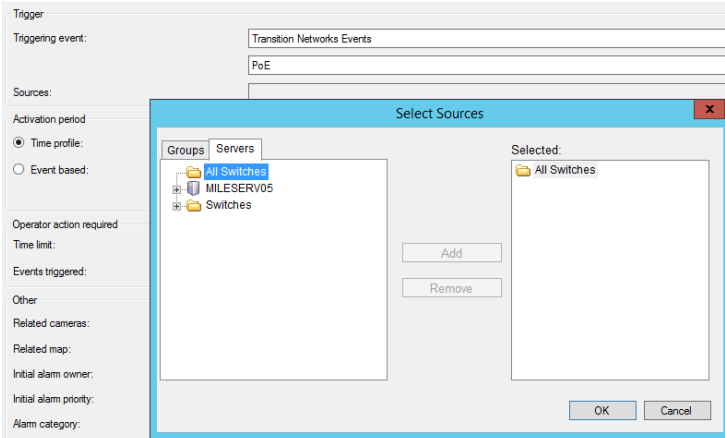 Trigger
Triggering event:
Transition Networks Events
PoE
Sources:
Activation period
Time profile:
Event based:
Operator action required
Time limit:
Events triggered:
Other
Related cameras:
Related map:
Initial alarm owner:
Initial alarm priority:
Alarm category:
Select Sources
x
Groups
Servers
All Switches
MILESERV05
Switches
Add
Remove
Selected:
All Switches
OK
Cancel